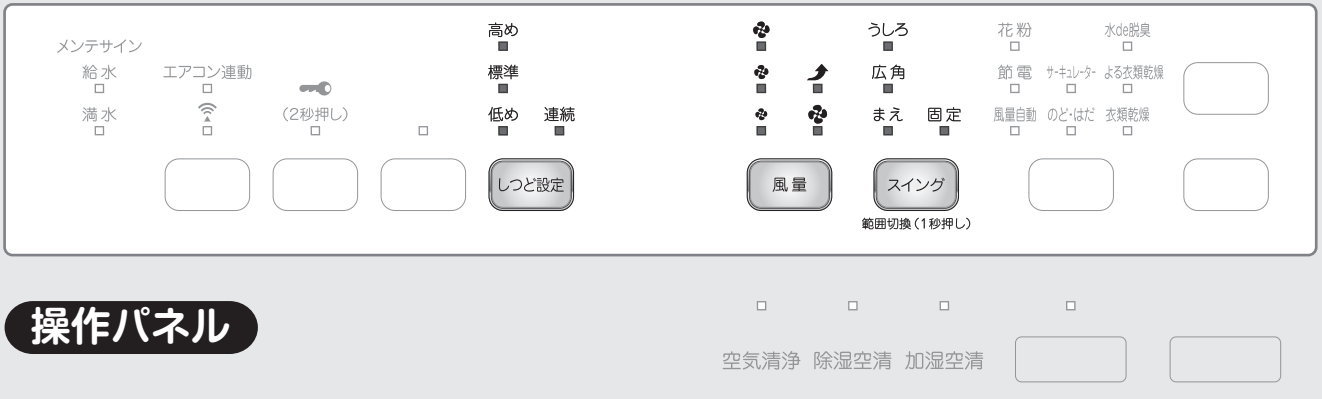 メンテサイン
給水
満水
エアコン連動
(2秒押し)
高め
標準
低め 連続
しつど設定
風量
うしろ
広角
まえ 固定
スイング
範囲切換(1秒押し)
花粉 水de脱臭
節電 サーキュレーター よる衣類乾燥
風量自動 のど・はだ 衣類乾燥
操作パネル
空気清浄 除湿空清 加湿空清